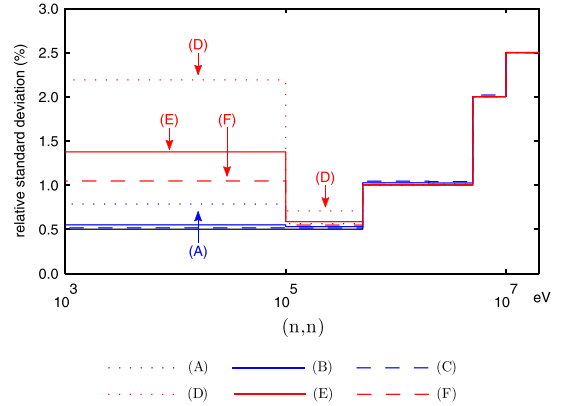 relative standard deviation (%)
3.0
2.5
2.0
1.5
1.0
0.5
0.0
(D)
(E)
(F)
(D)
(A)
10^3
10^5
10^7
eV
(n,n)
(A) (B) (C)
(D) (E) (F)